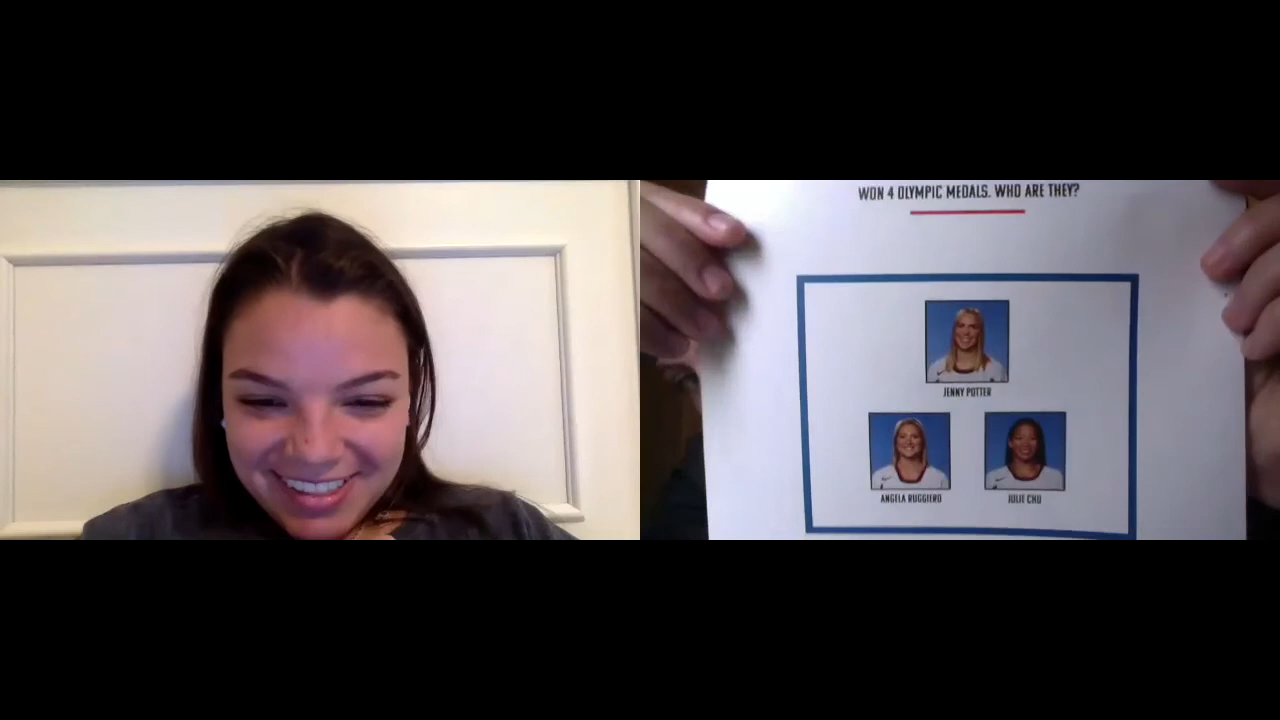 WON 4 OLYMPIC MEDALS. WHO ARE THEY?
JENNY POTTER
ANGELA RUGGIERO
JULIE CHU